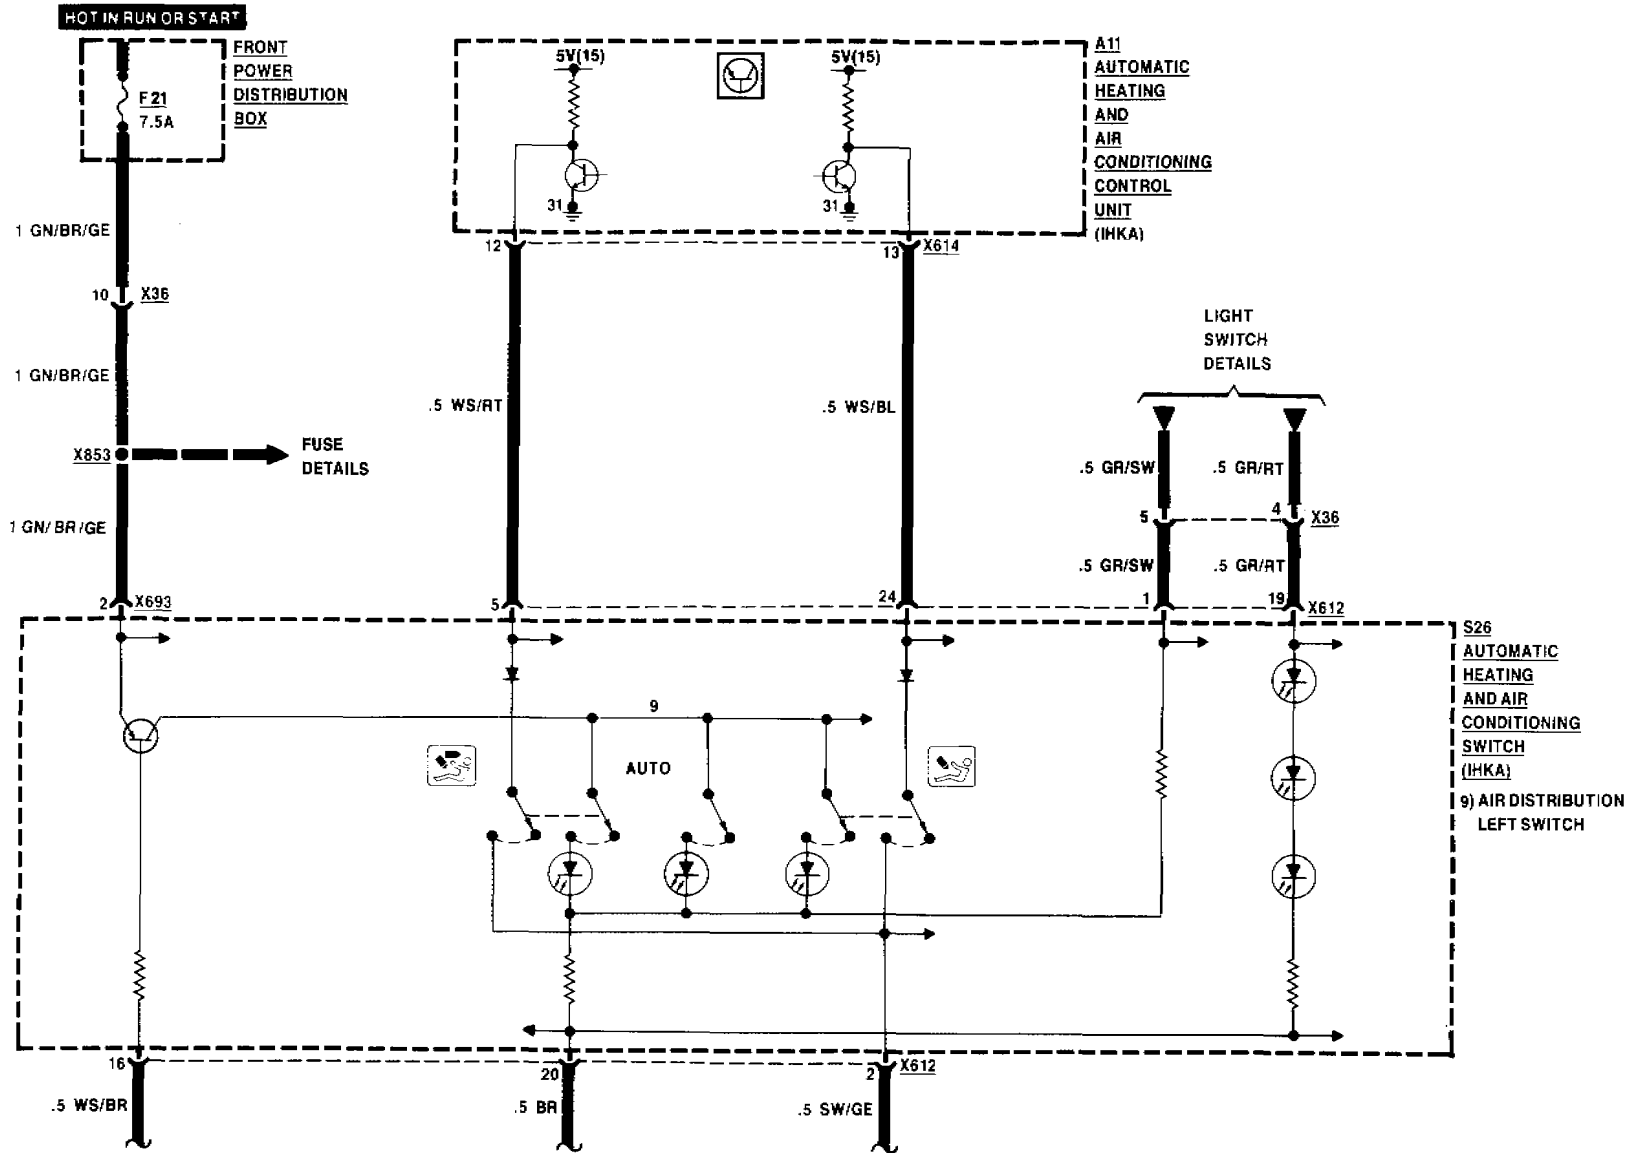 HOT IN RUN OR START
FRONT
POWER
DISTRIBUTION
BOX
F 21
7.5A
5V(15)
5V(15)
31
31
A11
AUTOMATIC
HEATING
AND
AIR
CONDITIONING
CONTROL
UNIT
(IHKA)
1 GN/BR/GE
12
13
X614
10
X36
LIGHT
SWITCH
DETAILS
1 GN/BR/GE
.5 WS/RT
.5 WS/BL
X853
FUSE
DETAILS
.5 GR/SW
.5 GR/RT
5
4
X36
1 GN/BR/GE
.5 GR/SW
.5 GR/RT
2
X693
5
24
1
19
X612
S26
AUTOMATIC
HEATING
AND AIR
CONDITIONING
SWITCH
(IHKA)
9) AIR DISTRIBUTION
LEFT SWITCH
9
AUTO
16
20
2
X612
.5 WS/BR
.5 BR
.5 SW/GE